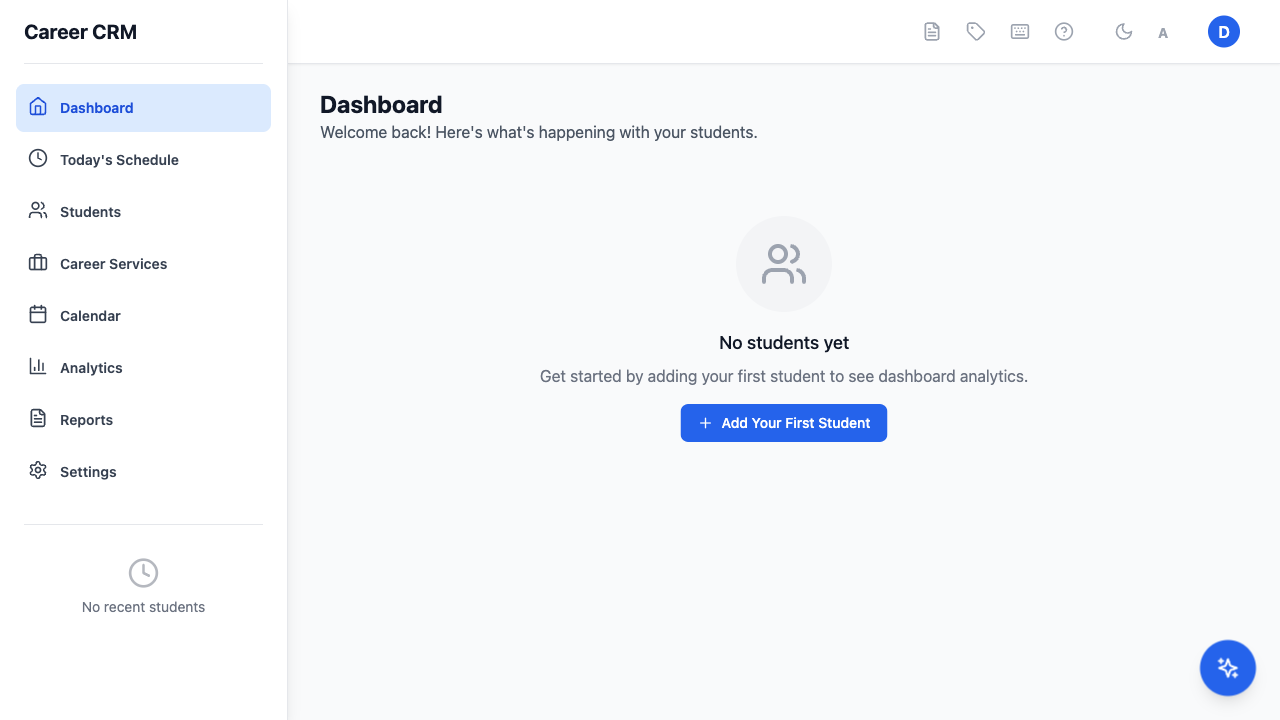 Career CRM
Dashboard
Today's Schedule
Students
Career Services
Calendar
Analytics
Reports
Settings
No recent students
A
D
Dashboard
Welcome back! Here's what's happening with your students.
No students yet
Get started by adding your first student to see dashboard analytics.
Add Your First Student